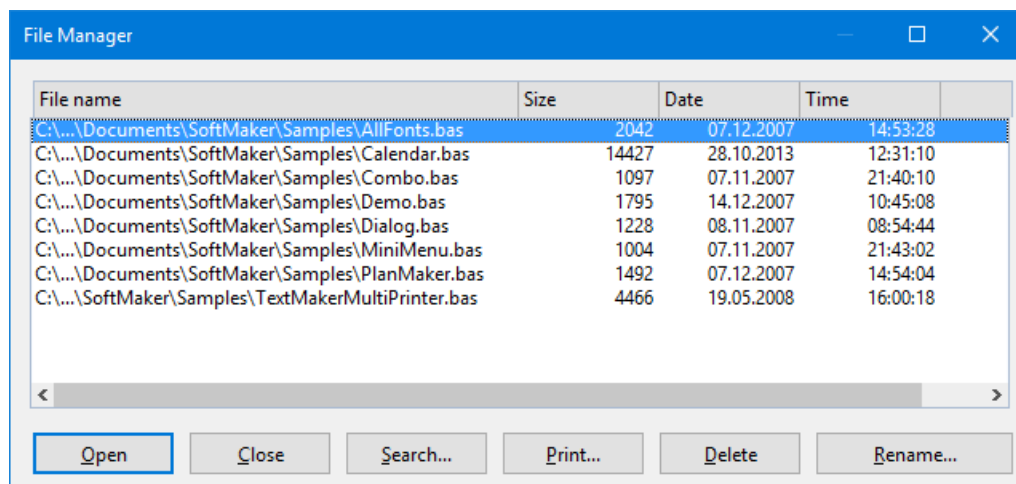 File Manager
File name Size Date Time
C:\...\Documents\SoftMaker\Samples\AllFonts.bas 2042 07.12.2007 14:53:28
C:\...\Documents\SoftMaker\Samples\Calendar.bas 14427 28.10.2013 12:31:10
C:\...\Documents\SoftMaker\Samples\Combo.bas 1097 07.11.2007 21:40:10
C:\...\Documents\SoftMaker\Samples\Demo.bas 1795 14.12.2007 10:45:08
C:\...\Documents\SoftMaker\Samples\Dialog.bas 1228 08.11.2007 08:54:44
C:\...\Documents\SoftMaker\Samples\MiniMenu.bas 1004 07.11.2007 21:43:02
C:\...\Documents\SoftMaker\Samples\PlanMaker.bas 1492 07.12.2007 14:54:04
C:\...\SoftMaker\Samples\TextMakerMultiPrinter.bas 4466 19.05.2008 16:00:18
Open Close Search... Print... Delete Rename...